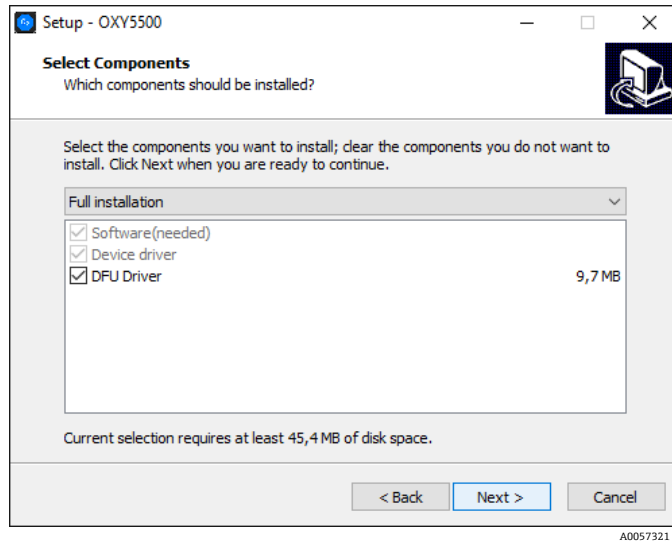 Setup - OXY5500
Select Components
Which components should be installed?
Select the components you want to install; clear the components you do not want to
install. Click Next when you are ready to continue.
Full installation
Software(needed)
Device driver
DFU Driver 9,7 MB
Current selection requires at least 45,4 MB of disk space.
< Back Next > Cancel
A0057321